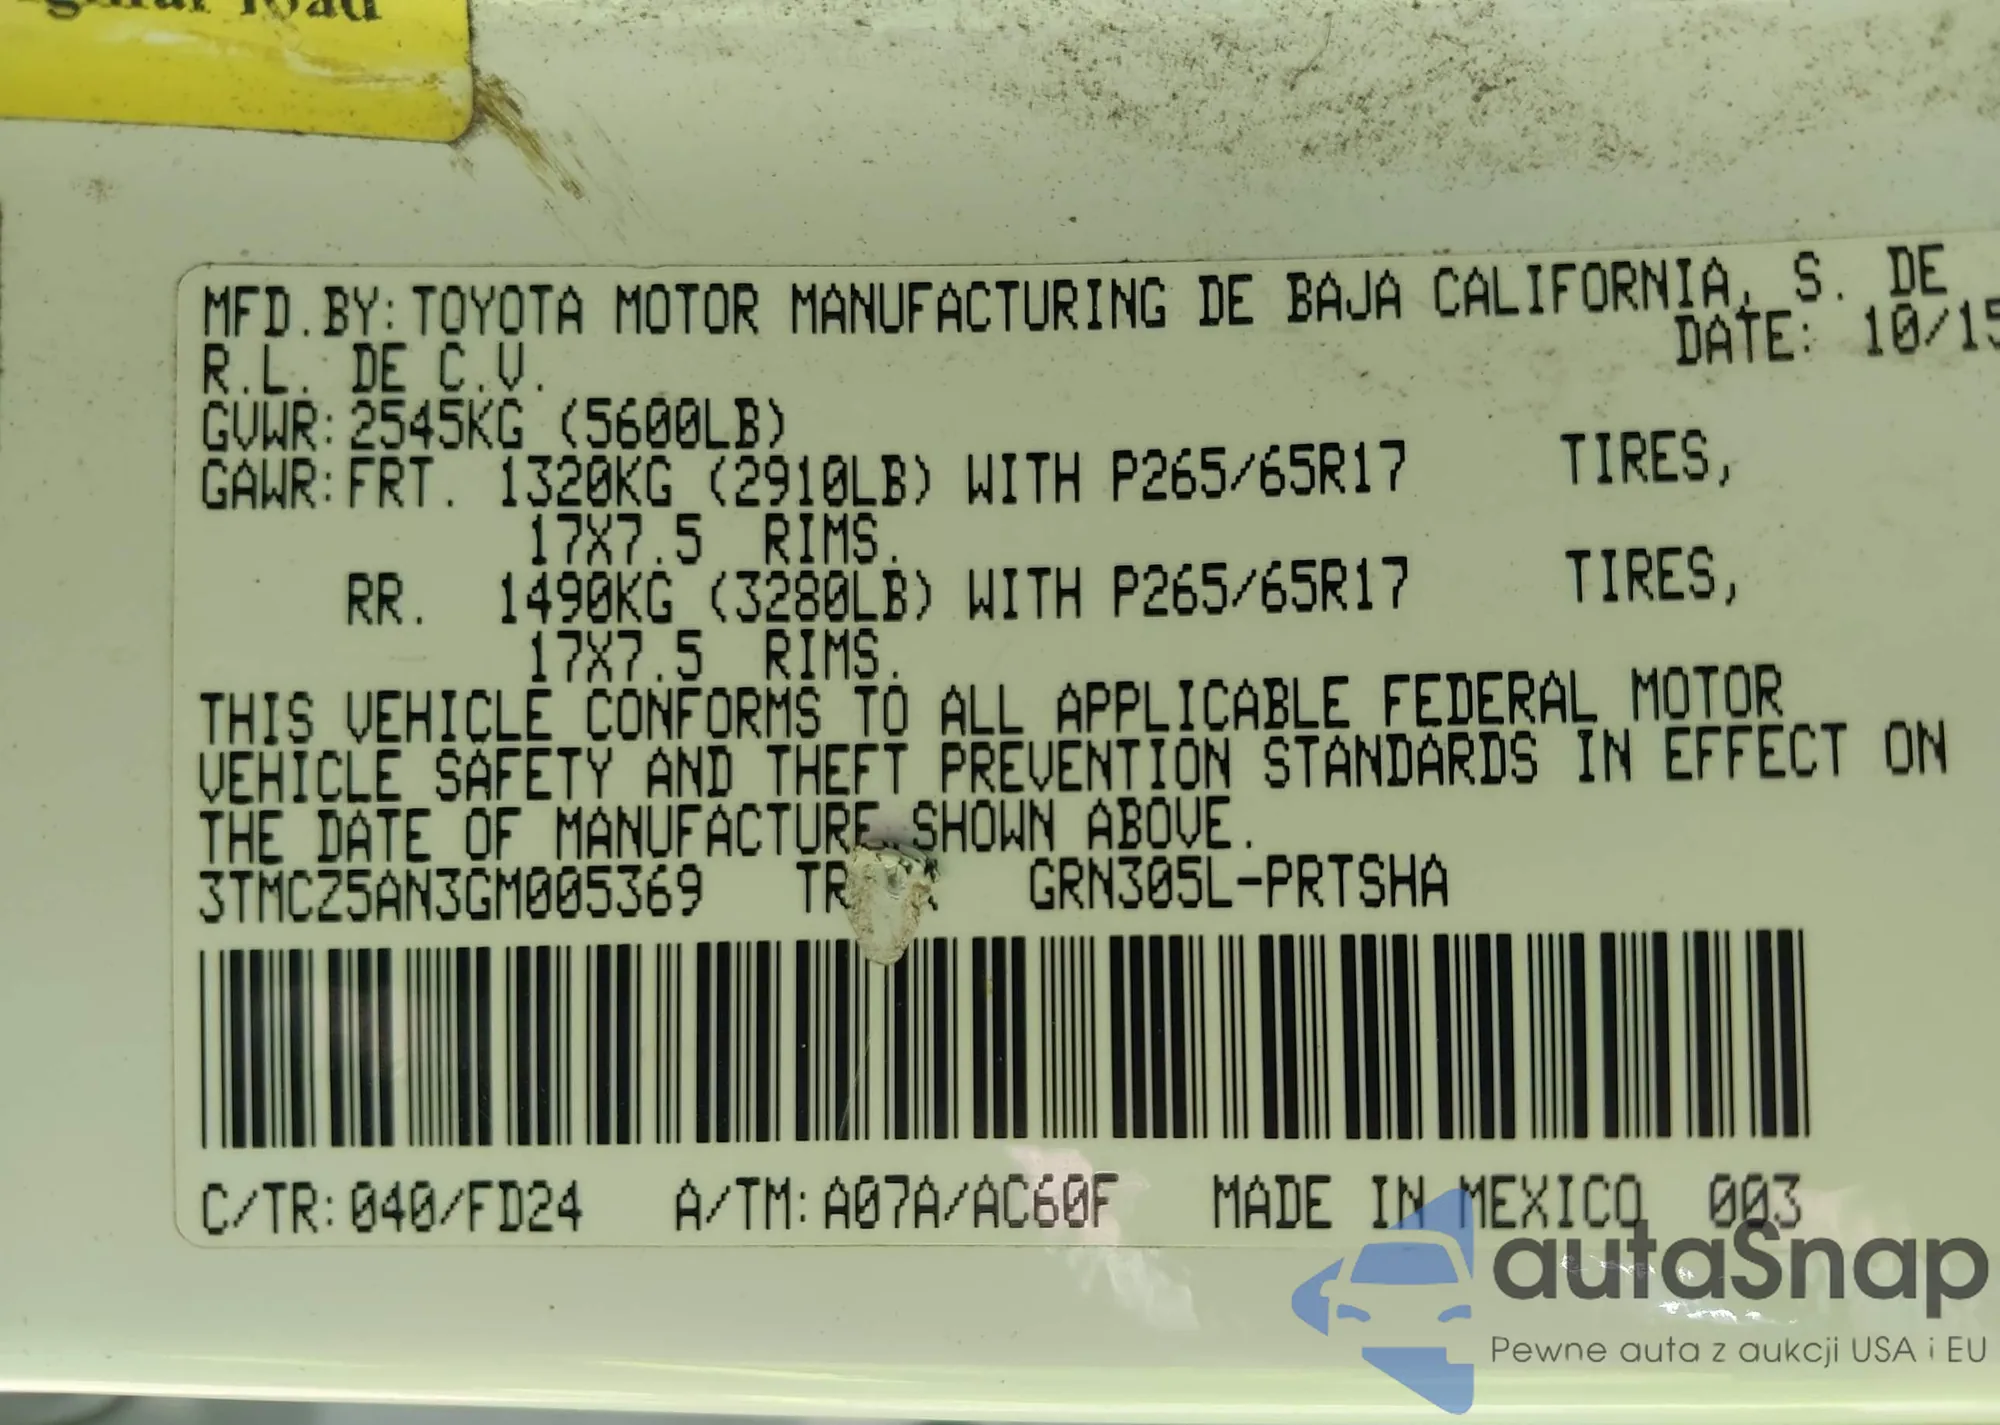 road
MFD.BY: TOYOTA MOTOR MANUFACTURING DE BAJA CALIFORNIA, S. DE
R.L. DE C.V. DATE: 10/15
GVWR: 2545KG (5600LB)
GAWR: FRT. 1320KG (2910LB) WITH P265/65R17 TIRES,
17X7.5 RIMS.
RR. 1490KG (3280LB) WITH P265/65R17 TIRES,
17X7.5 RIMS.
THIS VEHICLE CONFORMS TO ALL APPLICABLE FEDERAL MOTOR
VEHICLE SAFETY AND THEFT PREVENTION STANDARDS IN EFFECT ON
THE DATE OF MANUFACTURE SHOWN ABOVE.
3TMCZ5AN3GM005369 GRN305L-PRTSHA
C/TR: 040/FD24 A/TM: A07A/AC60F MADE IN MEXICO 003
autoSnap
Pewne auta z aukcji USA i EU